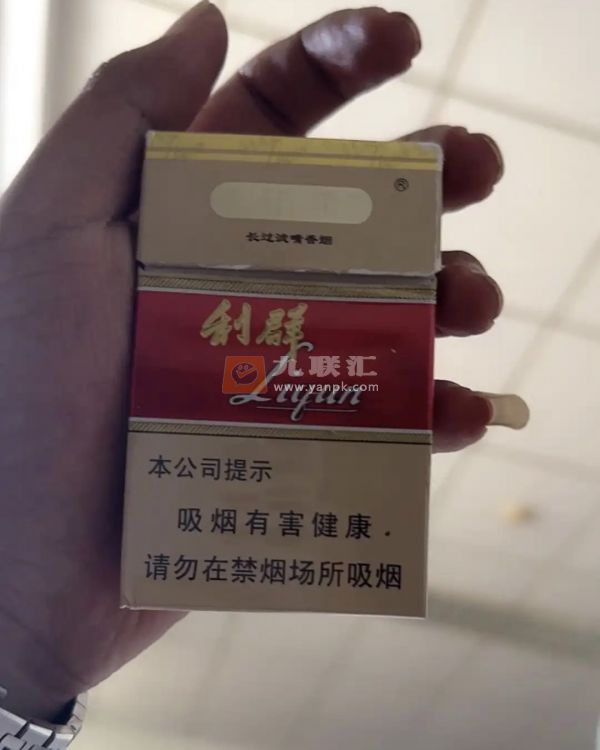 ®
长过滤嘴香烟
利群
Liqun
九联汇
www.yanpk.com
本公司提示
吸烟有害健康.
请勿在禁烟场所吸烟